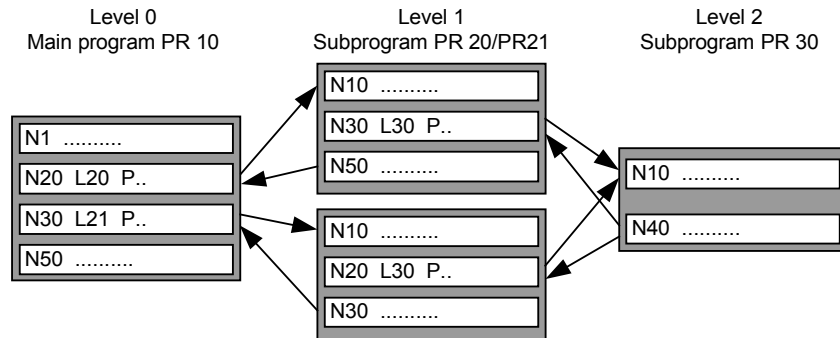 Level 0
Main program PR 10
Level 1
Subprogram PR 20/PR21
Level 2
Subprogram PR 30
N1 ..........
N20 L20 P..
N30 L21 P..
N50 ..........
N10 ..........
N30 L30 P..
N50 ..........
N10 ..........
N20 L30 P..
N30 ..........
N10 ..........
N40 ..........